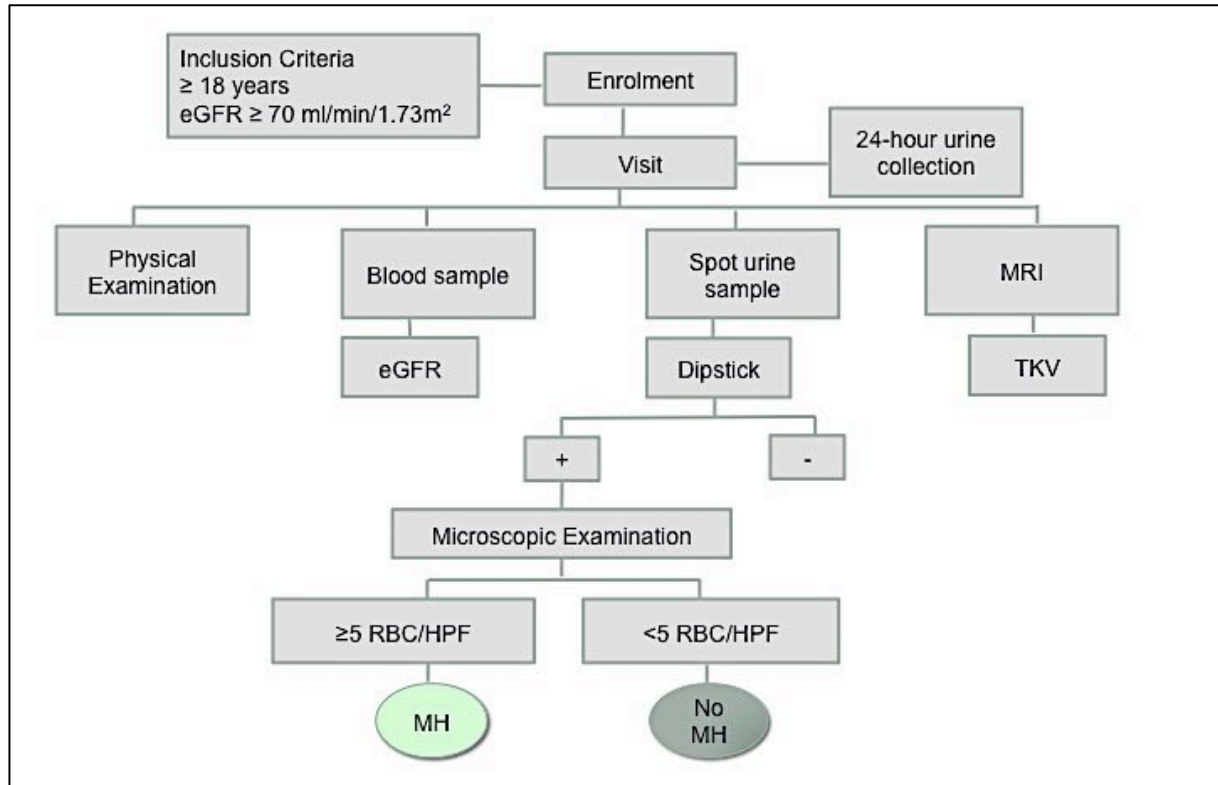 Inclusion Criteria
≥ 18 years
eGFR ≥ 70 ml/min/1.73m²
Enrolment
Visit
24-hour urine
collection
Physical
Examination
Blood sample
Spot urine
sample
MRI
eGFR
Dipstick
TKV
+
-
Microscopic Examination
≥5 RBC/HPF
<5 RBC/HPF
MH
No
MH